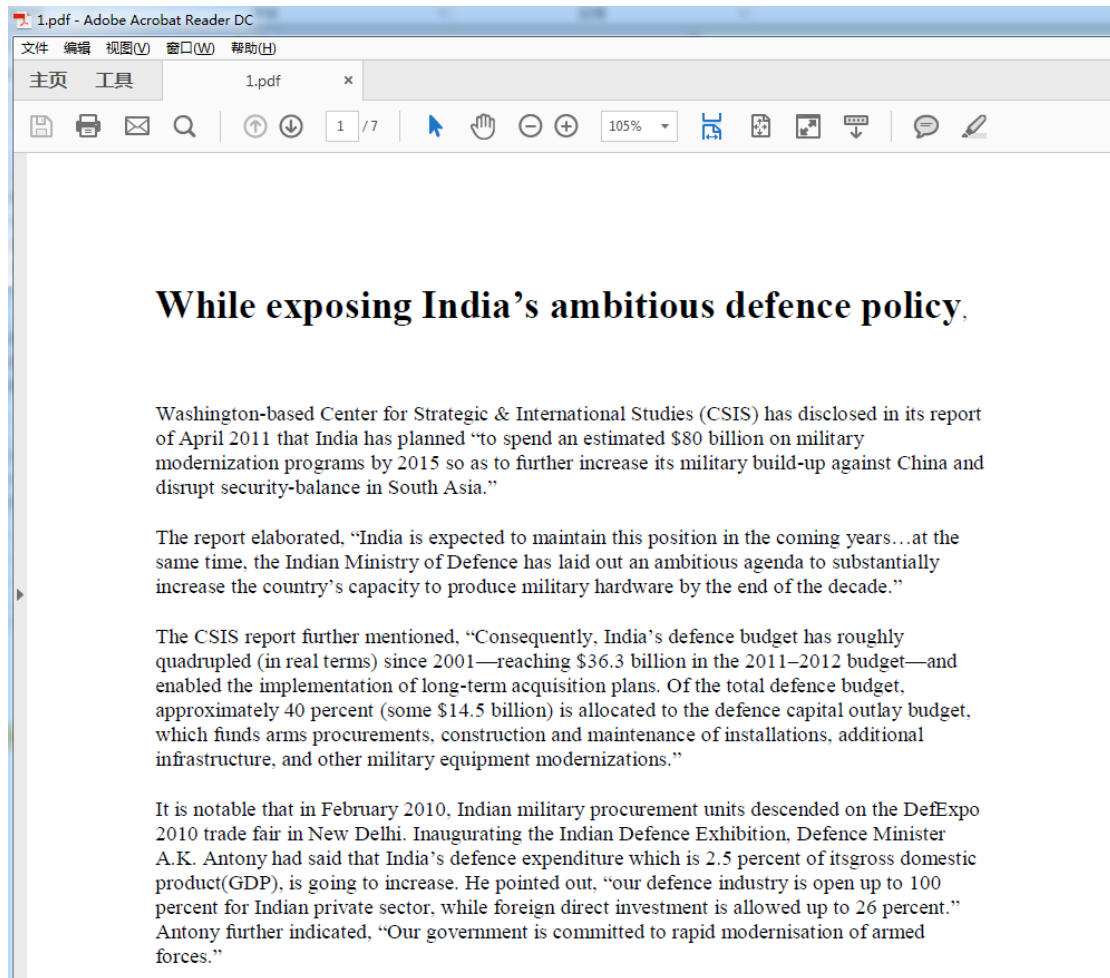 1.pdf - Adobe Acrobat Reader DC
文件 编辑 视图(V) 窗口(W) 帮助(H)
主页 工具 1.pdf ×
1 /7 105%
While exposing India’s ambitious defence policy,
Washington-based Center for Strategic & International Studies (CSIS) has disclosed in its report
of April 2011 that India has planned “to spend an estimated $80 billion on military
modernization programs by 2015 so as to further increase its military build-up against China and
disrupt security-balance in South Asia.”
The report elaborated, “India is expected to maintain this position in the coming years…at the
same time, the Indian Ministry of Defence has laid out an ambitious agenda to substantially
increase the country’s capacity to produce military hardware by the end of the decade.”
The CSIS report further mentioned, “Consequently, India’s defence budget has roughly
quadrupled (in real terms) since 2001—reaching $36.3 billion in the 2011–2012 budget—and
enabled the implementation of long-term acquisition plans. Of the total defence budget,
approximately 40 percent (some $14.5 billion) is allocated to the defence capital outlay budget,
which funds arms procurements, construction and maintenance of installations, additional
infrastructure, and other military equipment modernizations.”
It is notable that in February 2010, Indian military procurement units descended on the DefExpo
2010 trade fair in New Delhi. Inaugurating the Indian Defence Exhibition, Defence Minister
A.K. Antony had said that India’s defence expenditure which is 2.5 percent of itsgross domestic
product(GDP), is going to increase. He pointed out, “our defence industry is open up to 100
percent for Indian private sector, while foreign direct investment is allowed up to 26 percent.”
Antony further indicated, “Our government is committed to rapid modernisation of armed
forces.”